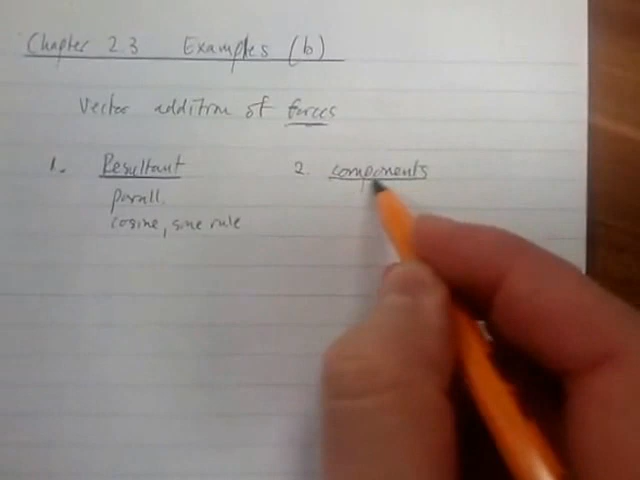 Chapter 2.3 Examples (b)
Vector addition of forces
1. Resultant
parall.
cosine, sine rule
2. components